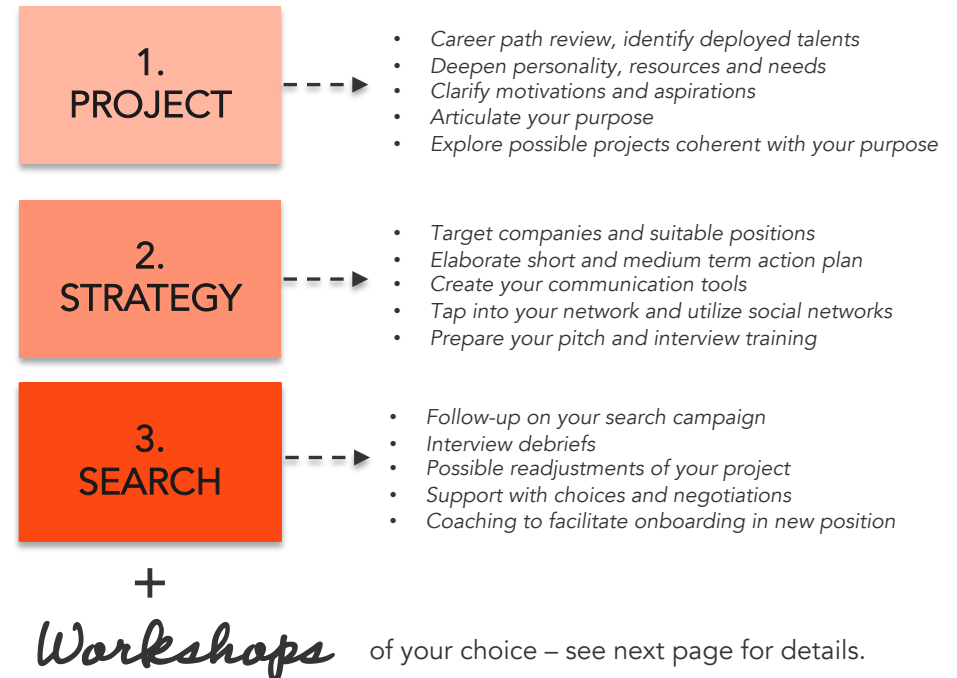 1.
PROJECT
• Career path review, identify deployed talents
• Deepen personality, resources and needs
• Clarify motivations and aspirations
• Articulate your purpose
• Explore possible projects coherent with your purpose
2.
STRATEGY
• Target companies and suitable positions
• Elaborate short and medium term action plan
• Create your communication tools
• Tap into your network and utilize social networks
• Prepare your pitch and interview training
3.
SEARCH
• Follow-up on your search campaign
• Interview debriefs
• Possible readjustments of your project
• Support with choices and negotiations
• Coaching to facilitate onboarding in new position
+
Workshops of your choice – see next page for details.